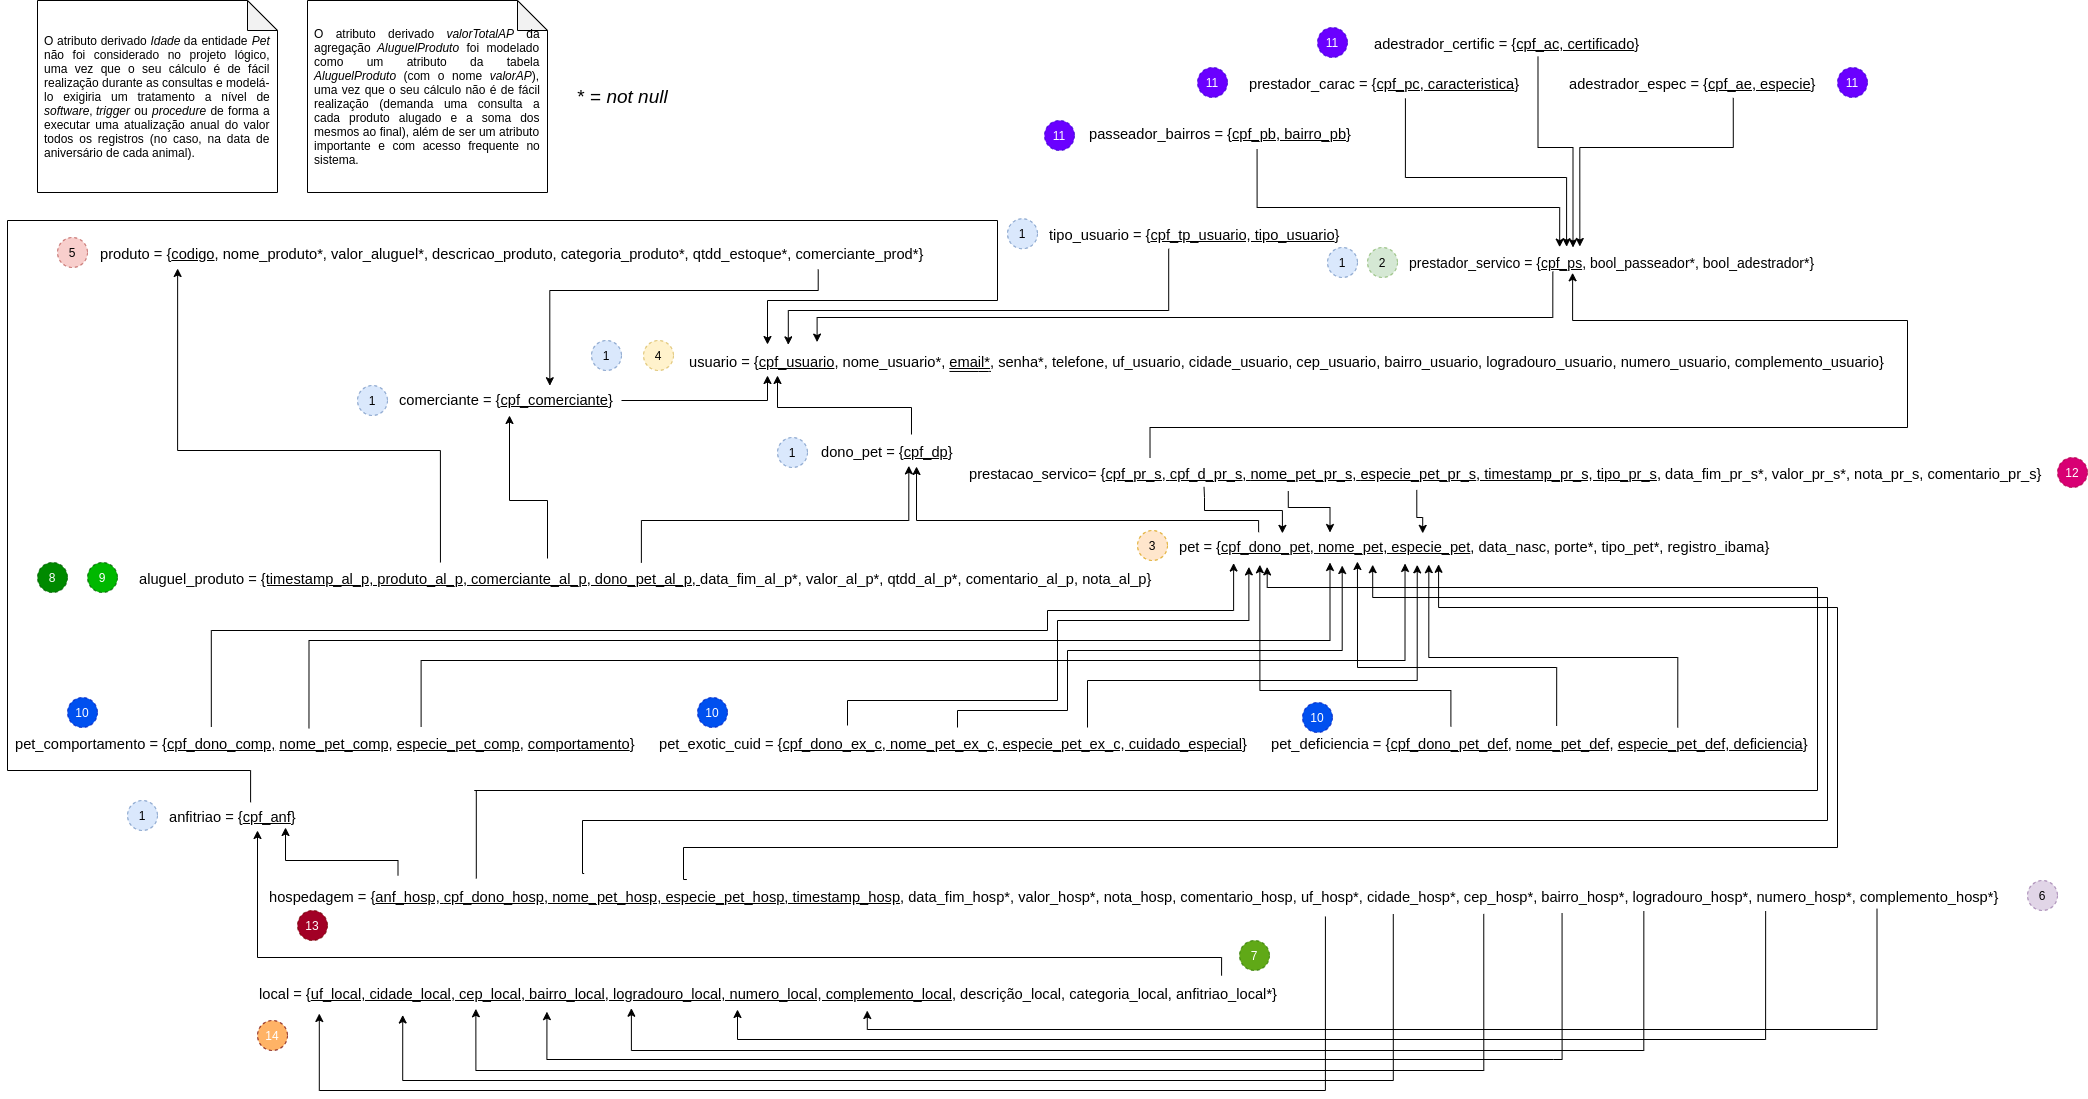 O atributo derivado Idade da entidade Pet
não foi considerado no projeto lógico,
uma vez que o seu cálculo é de fácil
realização durante as consultas e modelá-
lo exigiria um tratamento a nível de
software, trigger ou procedure de forma a
executar uma atualização anual do valor
todos os registros (no caso, na data de
aniversário de cada animal).
O atributo derivado valorTotalAP da
agregação AluguelProduto foi modelado
como um atributo da tabela
AluguelProduto (com o nome valorAP),
uma vez que o seu cálculo não é de fácil
realização (demanda uma consulta a
cada produto alugado e a soma dos
mesmos ao final), além de ser um atributo
importante e com acesso frequente no
sistema.
* = not null
11 adestrador_certific = {cpf_ac, certificado}
11 prestador_carac = {cpf_pc, caracteristica}
adestrador_espec = {cpf_ae, especie} 11
11 passeador_bairros = {cpf_pb, bairro_pb}
1 tipo_usuario = {cpf_tp_usuario, tipo_usuario}
5 produto = {codigo, nome_produto*, valor_aluguel*, descricao_produto, categoria_produto*, qtdd_estoque*, comerciante_prod*}
1 2 prestador_servico = {cpf_ps, bool_passeador*, bool_adestrador*}
1 4 usuario = {cpf_usuario, nome_usuario*, email*, senha*, telefone, uf_usuario, cidade_usuario, cep_usuario, bairro_usuario, logradouro_usuario, numero_usuario, complemento_usuario}
1 comerciante = {cpf_comerciante}
1 dono_pet = {cpf_dp}
prestacao_servico= {cpf_pr_s, cpf_d_pr_s, nome_pet_pr_s, especie_pet_pr_s, timestamp_pr_s, tipo_pr_s, data_fim_pr_s*, valor_pr_s*, nota_pr_s, comentario_pr_s} 12
3 pet = {cpf_dono_pet, nome_pet, especie_pet, data_nasc, porte*, tipo_pet*, registro_ibama}
8 9 aluguel_produto = {timestamp_al_p, produto_al_p, comerciante_al_p, dono_pet_al_p, data_fim_al_p*, valor_al_p*, qtdd_al_p*, comentario_al_p, nota_al_p}
10 pet_comportamento = {cpf_dono_comp, nome_pet_comp, especie_pet_comp, comportamento}
10 pet_exotic_cuid = {cpf_dono_ex_c, nome_pet_ex_c, especie_pet_ex_c, cuidado_especial}
10 pet_deficiencia = {cpf_dono_pet_def, nome_pet_def, especie_pet_def, deficiencia}
1 anfitriao = {cpf_anf}
hospedagem = {anf_hosp, cpf_dono_hosp, nome_pet_hosp, especie_pet_hosp, timestamp_hosp, data_fim_hosp*, valor_hosp*, nota_hosp, comentario_hosp, uf_hosp*, cidade_hosp*, cep_hosp*, bairro_hosp*, logradouro_hosp*, numero_hosp*, complemento_hosp*} 6
13
7
local = {uf_local, cidade_local, cep_local, bairro_local, logradouro_local, numero_local, complemento_local, descrição_local, categoria_local, anfitriao_local*}
14